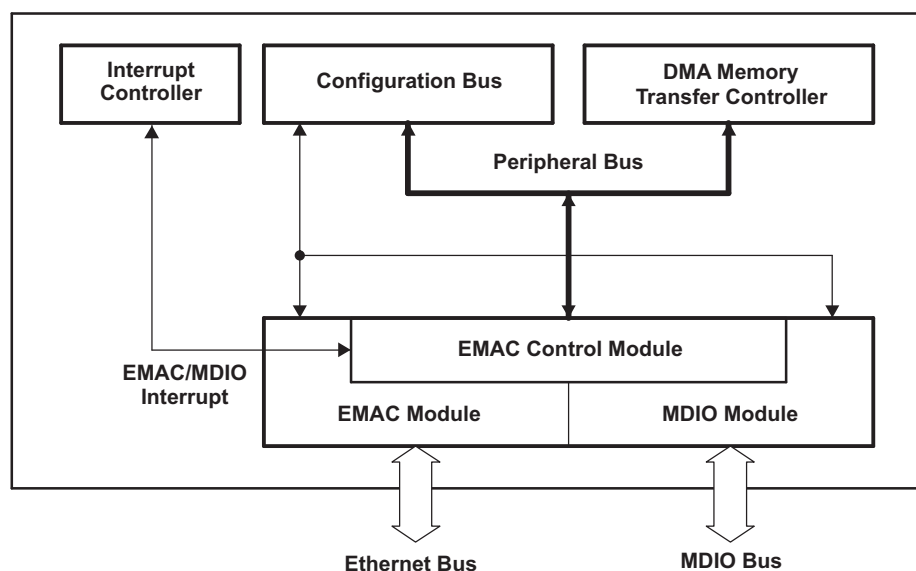 Interrupt
Controller
Configuration Bus
DMA Memory
Transfer Controller
Peripheral Bus
EMAC Control Module
EMAC/MDIO
Interrupt
EMAC Module
MDIO Module
Ethernet Bus
MDIO Bus